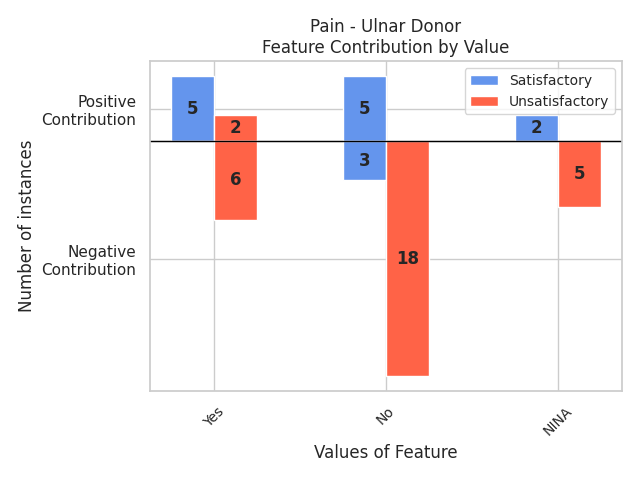 Pain - Ulnar Donor
Feature Contribution by Value
Satisfactory
Unsatisfactory
Positive
Contribution
Negative
Contribution
Number of instances
5
2
6
5
3
18
2
5
Yes
No
NINA
Values of Feature